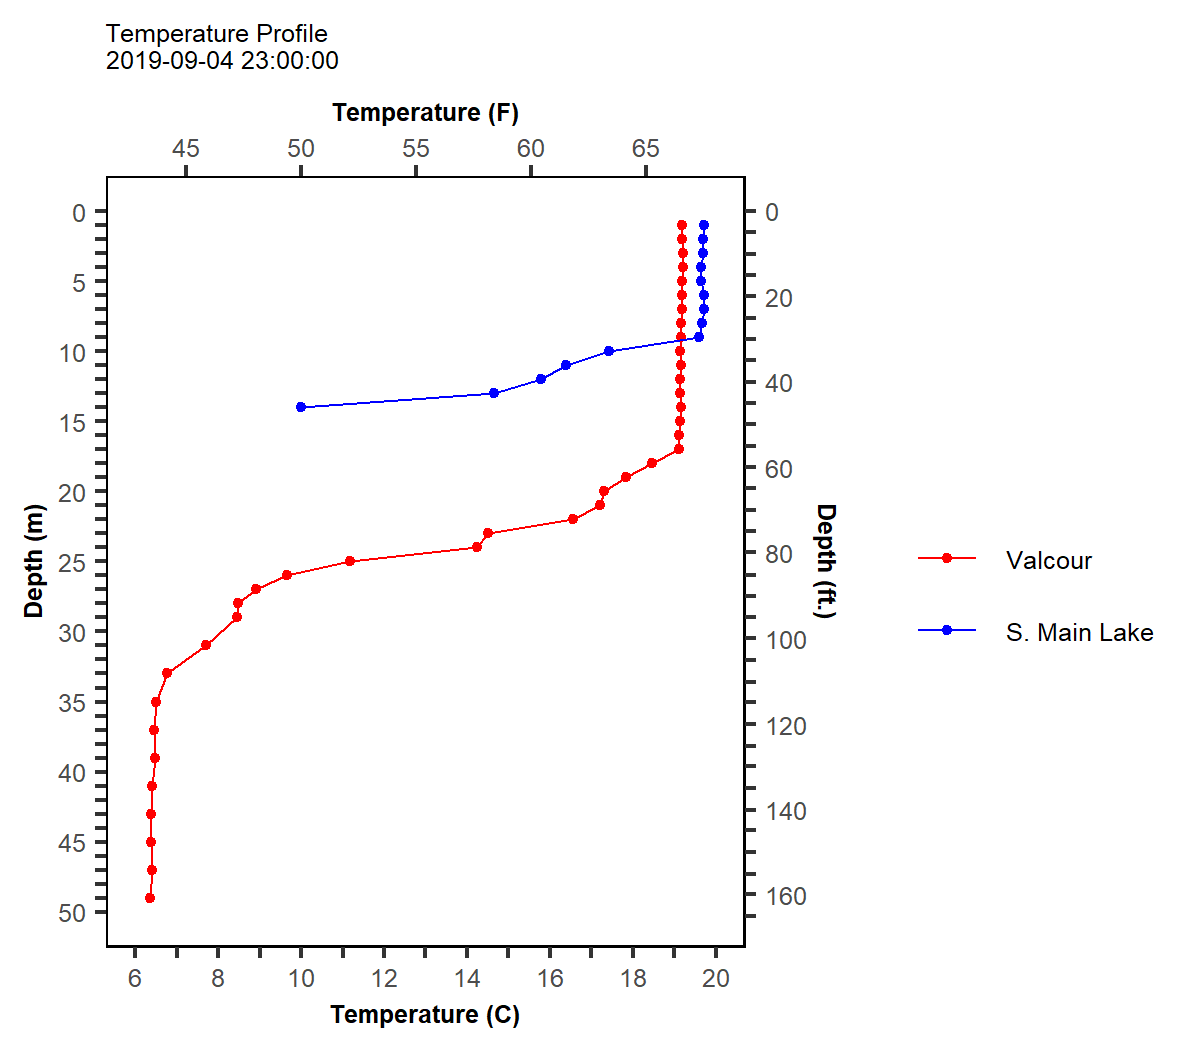 Temperature Profile
2019-09-04 23:00:00
Temperature (F)
45 50 55 60 65
0 0
5
20
10
40
15
60
20
Depth (m)
Depth (ft.)
25 80
Valcour
30 100
S. Main Lake
35
120
40
140
45
160
50
6 8 10 12 14 16 18 20
Temperature (C)